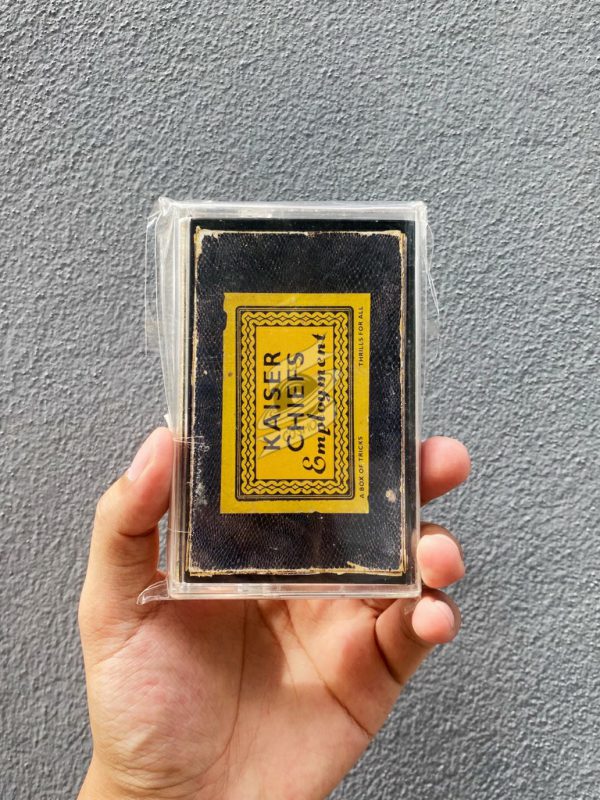 KAISER
CHIEFS
Employment
A BOX OF TRICKS
THRILLS FOR ALL